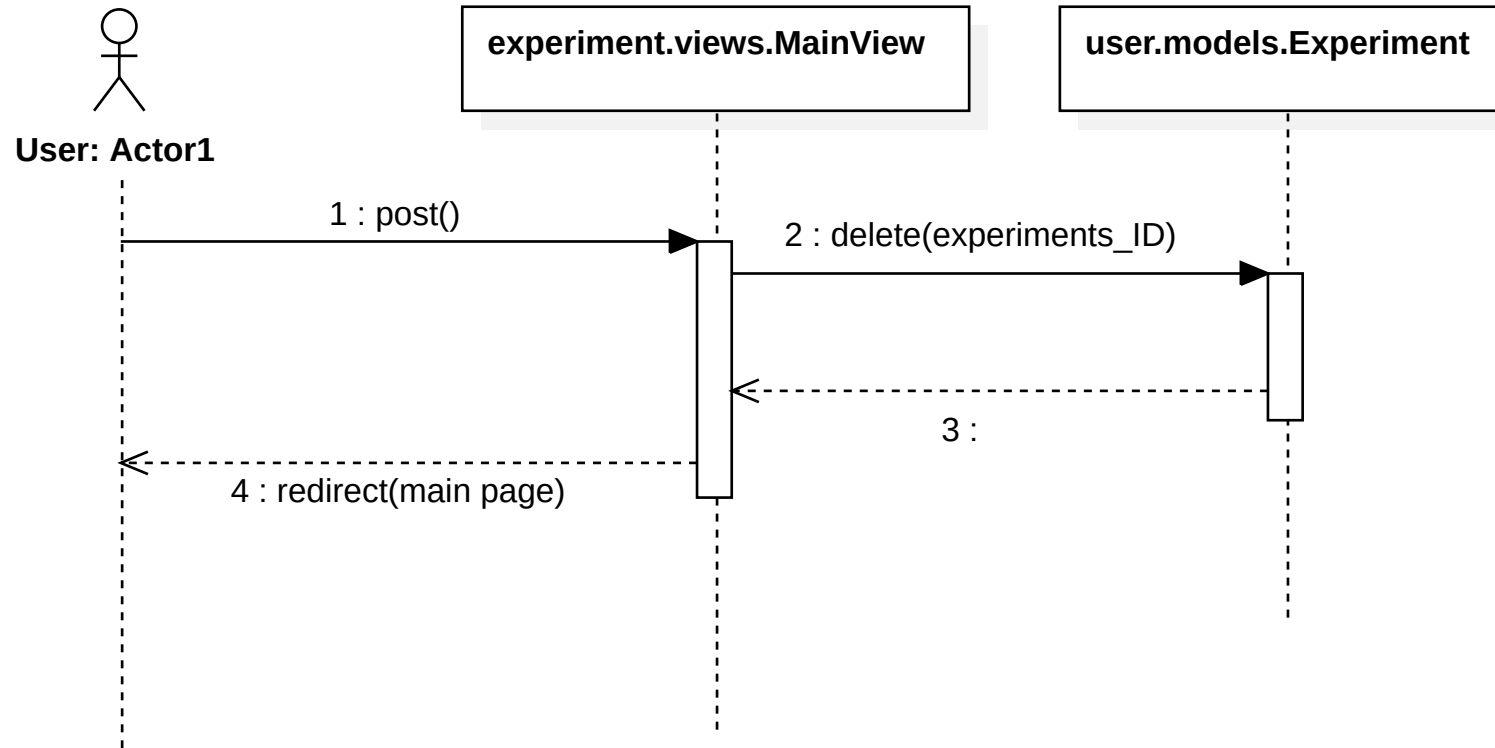 experiment.views.MainView
user.models.Experiment
User: Actor1
1 : post()
2 : delete(experiments_ID)
3 :
4 : redirect(main page)